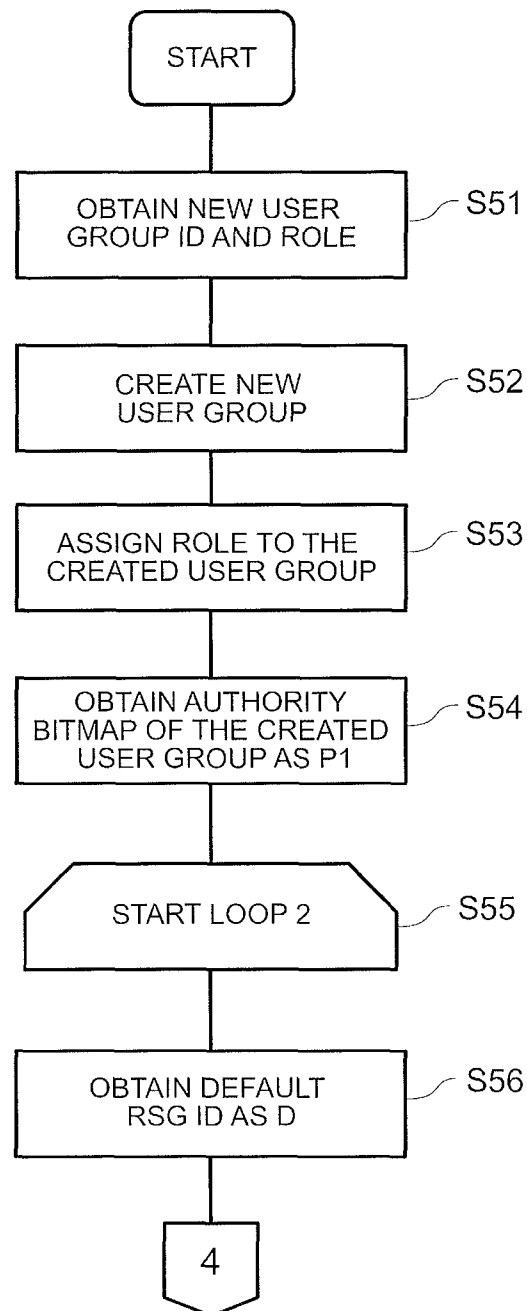 START
OBTAIN NEW USER
GROUP ID AND ROLE
S51
CREATE NEW
USER GROUP
S52
ASSIGN ROLE TO THE
CREATED USER GROUP
S53
OBTAIN AUTHORITY
BITMAP OF THE CREATED
USER GROUP AS P1
S54
START LOOP 2
S55
OBTAIN DEFAULT
RSG ID AS D
S56
4